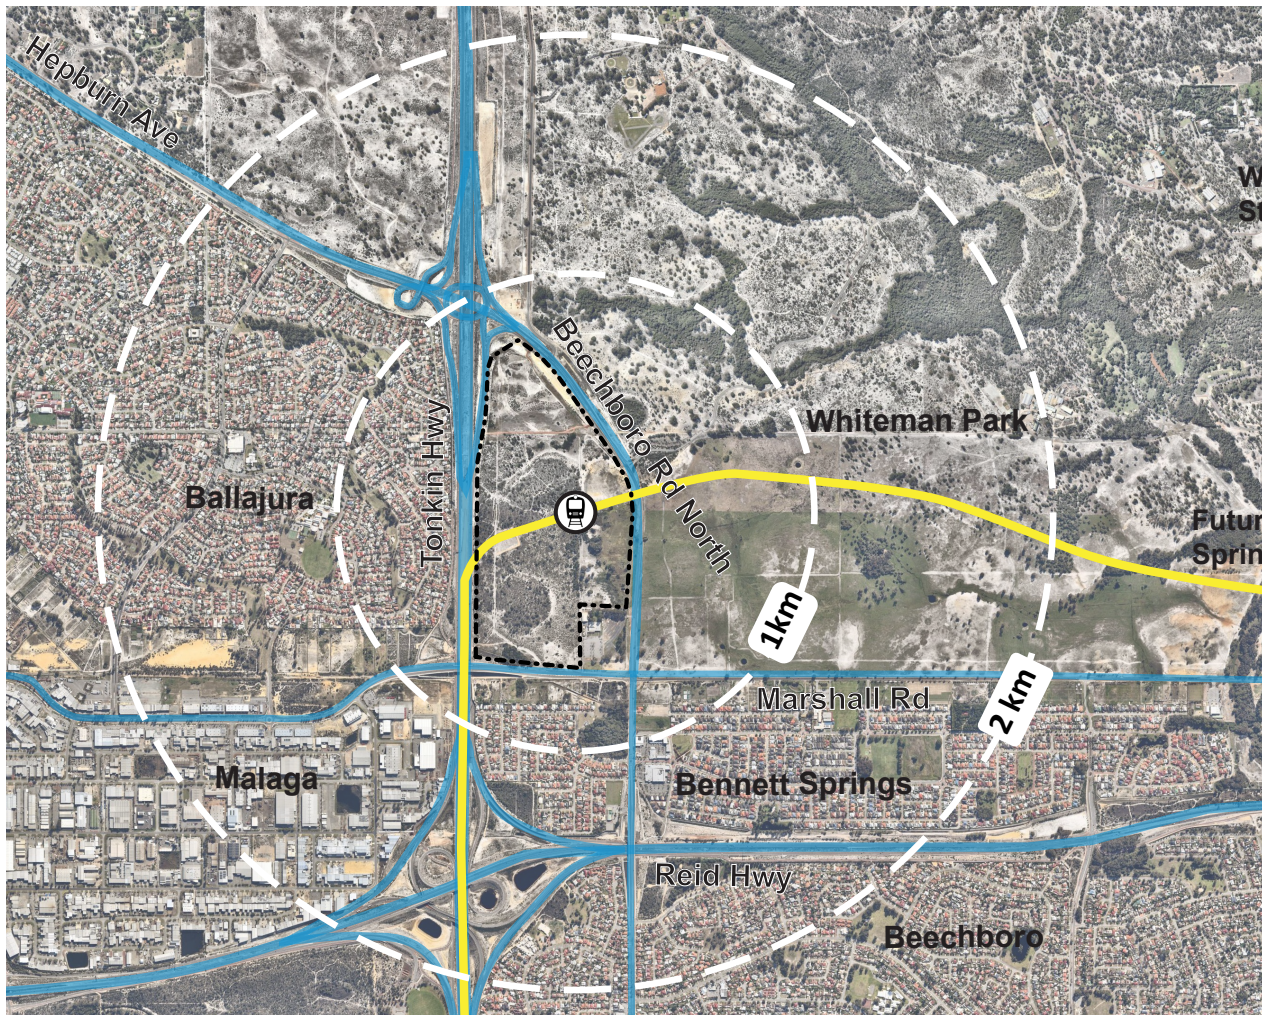 Hepburn Ave
Beechboro Rd North
Whiteman Park
Tonkin Hwy
Ballajura
1km
2 km
Marshall Rd
Malaga
Bennett Springs
Reid Hwy
Beechboro